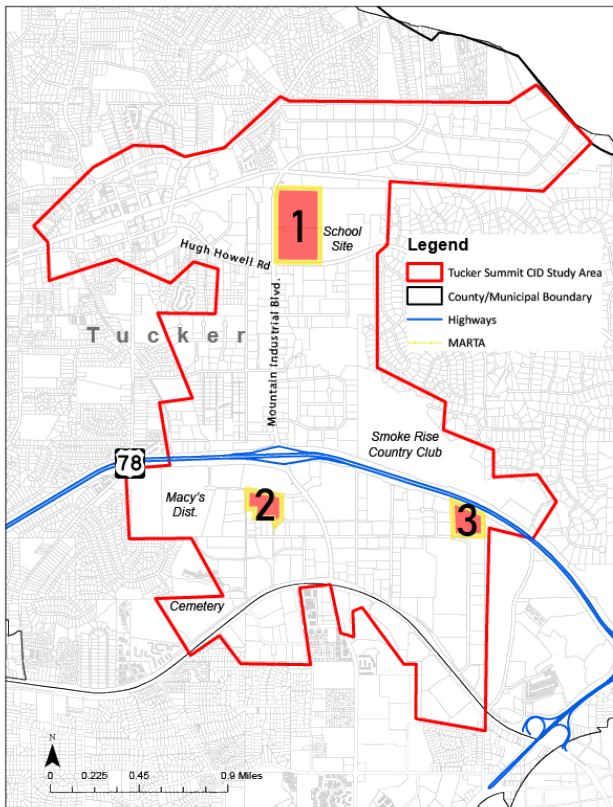 1
School
Site
Hugh Howell Rd
Mountain Industrial Blvd.
Legend
Tucker Summit CID Study Area
County/Municipal Boundary
Highways
MARTA
Tucker
Smoke Rise
Country Club
78
Macy's
Dist.
2
3
Cemetery
N
0 0.225 0.45 0.9 Miles